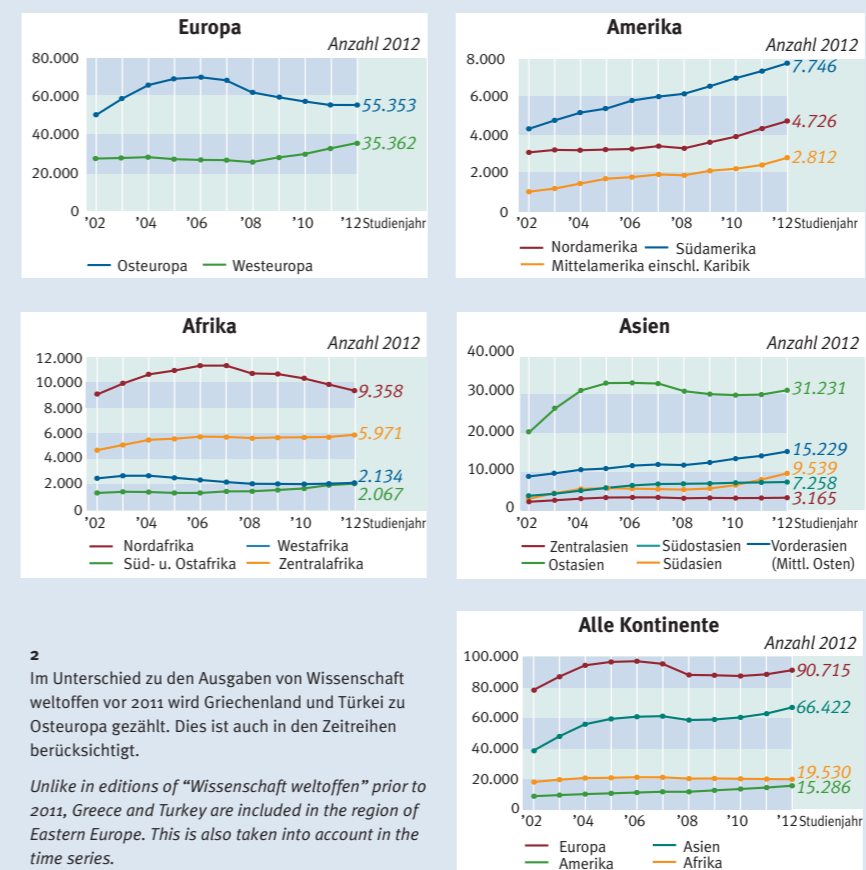 Europa
Anzahl 2012
80.000
60.000
40.000
20.000
0
55.353
35.362
'02 '04 '06 '08 '10 '12 Studienjahr
Osteuropa Westeuropa
Amerika
Anzahl 2012
8.000
6.000
4.000
2.000
0
7.746
4.726
2.812
'02 '04 '06 '08 '10 '12 Studienjahr
Nordamerika Südamerika
Mittelamerika einschl. Karibik
Afrika
Anzahl 2012
12.000
10.000
8.000
6.000
4.000
2.000
0
9.358
5.971
2.134
2.067
'02 '04 '06 '08 '10 '12 Studienjahr
Nordafrika Westafrika
Süd- u. Ostafrika Zentralafrika
Asien
Anzahl 2012
40.000
30.000
20.000
10.000
0
31.231
15.229
9.539
7.258
3.165
'02 '04 '06 '08 '10 '12 Studienjahr
Zentralasien Südostasien Vorderasien
Ostasien Südasien (Mittl. Osten)
2
Im Unterschied zu den Ausgaben von Wissenschaft
weltoffen vor 2011 wird Griechenland und Türkei zu
Osteuropa gezählt. Dies ist auch in den Zeitreihen
berücksichtigt.
Unlike in editions of “Wissenschaft weltoffen” prior to
2011, Greece and Turkey are included in the region of
Eastern Europe. This is also taken into account in the
time series.
Alle Kontinente
Anzahl 2012
100.000
80.000
60.000
40.000
20.000
0
90.715
66.422
19.530
15.286
'02 '04 '06 '08 '10 '12 Studienjahr
Europa Asien
Amerika Afrika